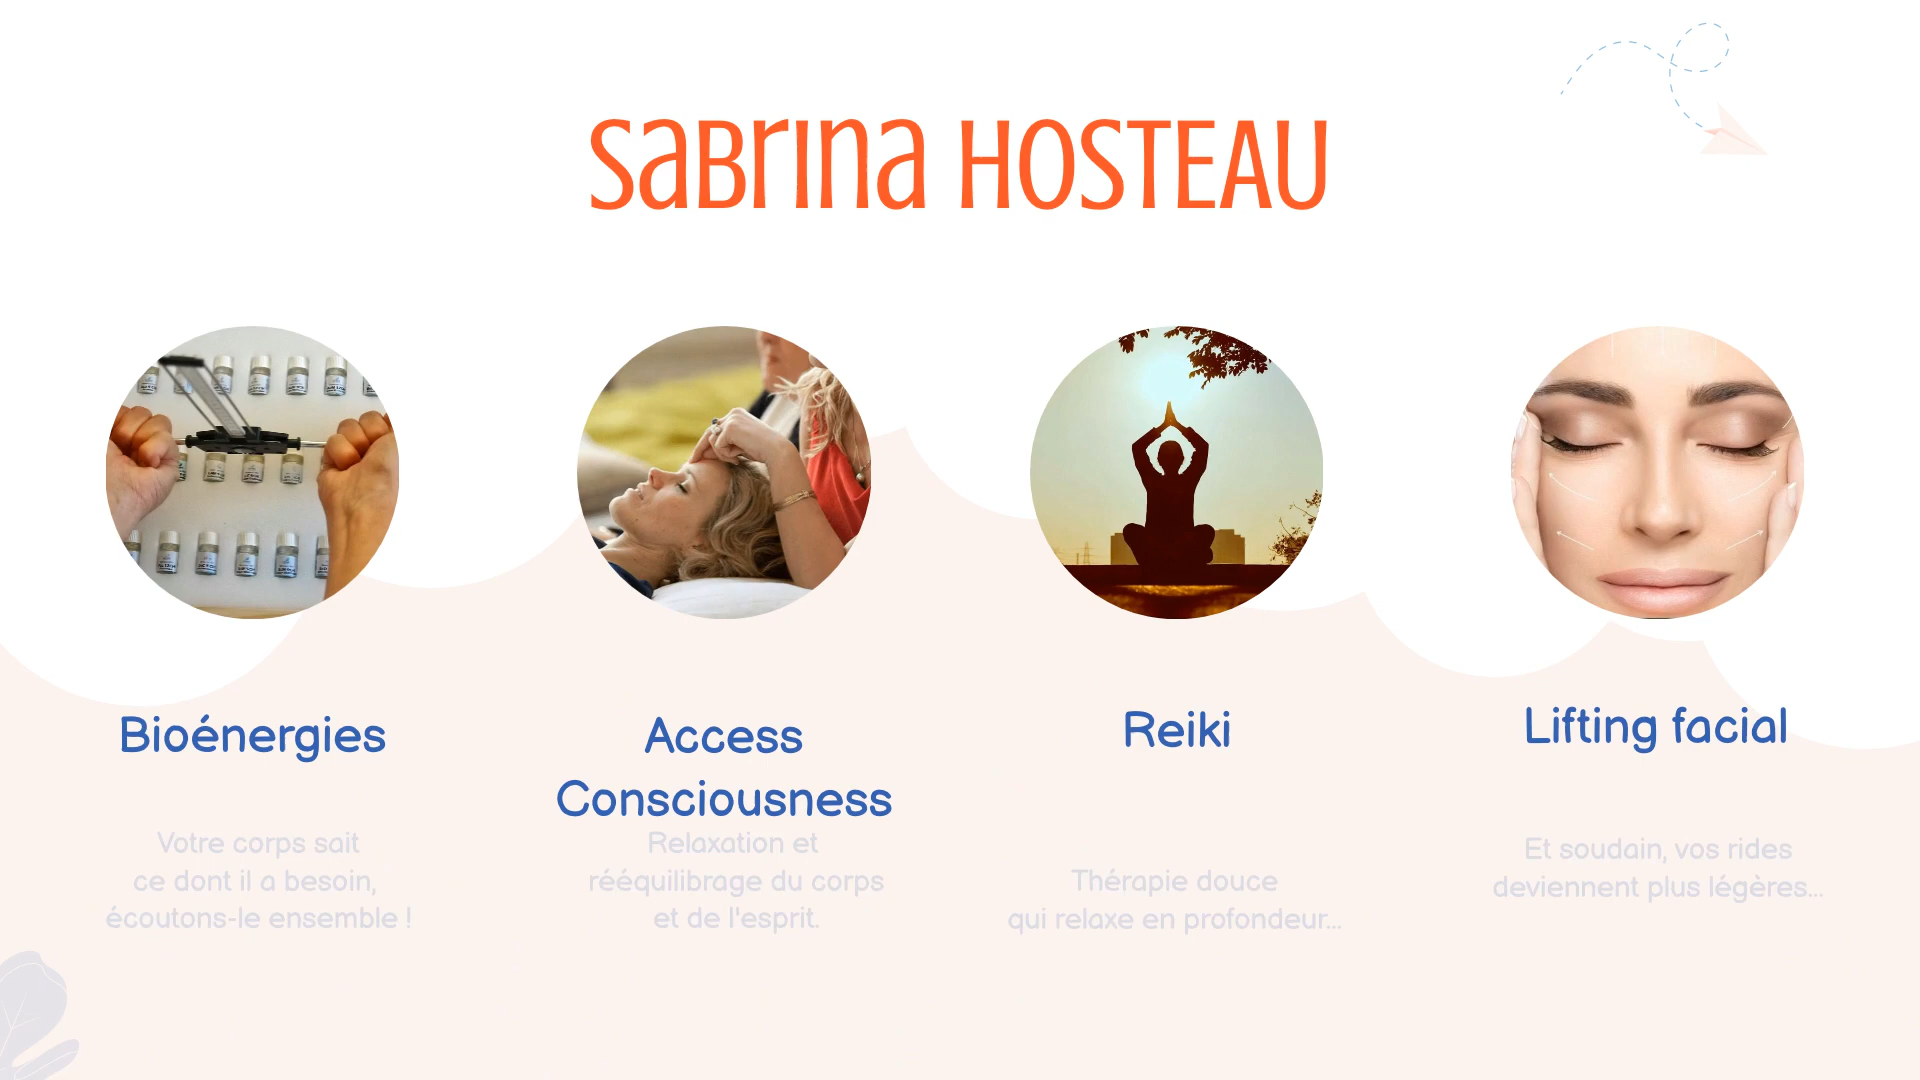 Sabrina HOSTEAU
Bioénergies
Votre corps sait
ce dont il a besoin,
écoutons-le ensemble !
Access
Consciousness
Relaxation et
rééquilibrage du corps
et de l'esprit.
Reiki
Thérapie douce
qui relaxe en profondeur...
Lifting facial
Et soudain, vos rides
deviennent plus légères...